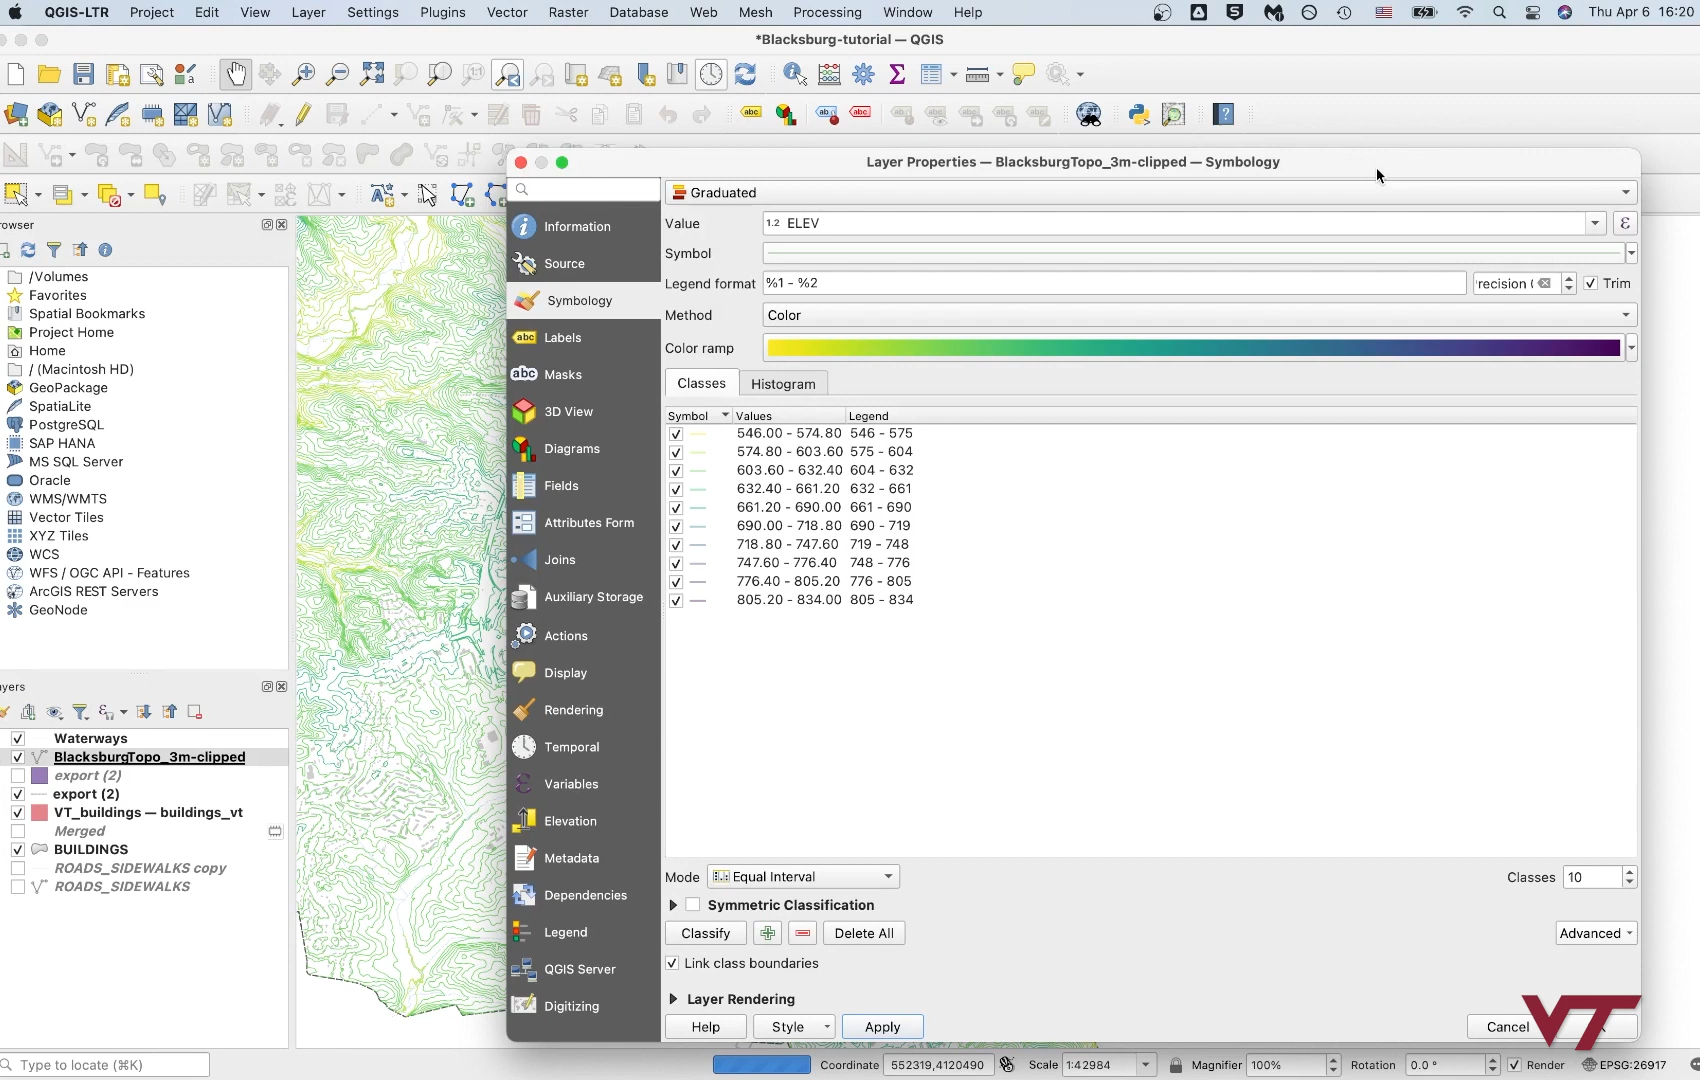 QGIS-LTR Project Edit View Layer Settings Plugins Vector Raster Database Web Mesh Processing Window Help Thu Apr 6 16:20
*Blacksburg-tutorial — QGIS
Layer Properties — BlacksburgTopo_3m-clipped — Symbology
rowser
/Volumes
Favorites
Spatial Bookmarks
Project Home
Home
/ (Macintosh HD)
GeoPackage
SpatiaLite
PostgreSQL
SAP HANA
MS SQL Server
Oracle
WMS/WMTS
Vector Tiles
XYZ Tiles
WCS
WFS / OGC API - Features
ArcGIS REST Servers
GeoNode
ayers
Waterways
BlacksburgTopo_3m-clipped
export (2)
export (2)
VT_buildings — buildings_vt
Merged
BUILDINGS
ROADS_SIDEWALKS copy
ROADS_SIDEWALKS
Information
Source
Symbology
abc Labels
abc Masks
3D View
Diagrams
Fields
Attributes Form
Joins
Auxiliary Storage
Actions
Display
Rendering
Temporal
Variables
Elevation
Metadata
Dependencies
Legend
QGIS Server
Digitizing
Graduated
Value 1.2 ELEV
Symbol
Legend format %1 - %2 recision ( Trim
Method Color
Color ramp
Classes Histogram
Symbol Values Legend
546.00 - 574.80 546 - 575
574.80 - 603.60 575 - 604
603.60 - 632.40 604 - 632
632.40 - 661.20 632 - 661
661.20 - 690.00 661 - 690
690.00 - 718.80 690 - 719
718.80 - 747.60 719 - 748
747.60 - 776.40 748 - 776
776.40 - 805.20 776 - 805
805.20 - 834.00 805 - 834
Mode Equal Interval Classes 10
Symmetric Classification
Classify Delete All Advanced
Link class boundaries
Layer Rendering
Help Style Apply Cancel
VT
Type to locate (⌘K) Coordinate 552319,4120490 Scale 1:42984 Magnifier 100% Rotation 0.0 ° Render EPSG:26917